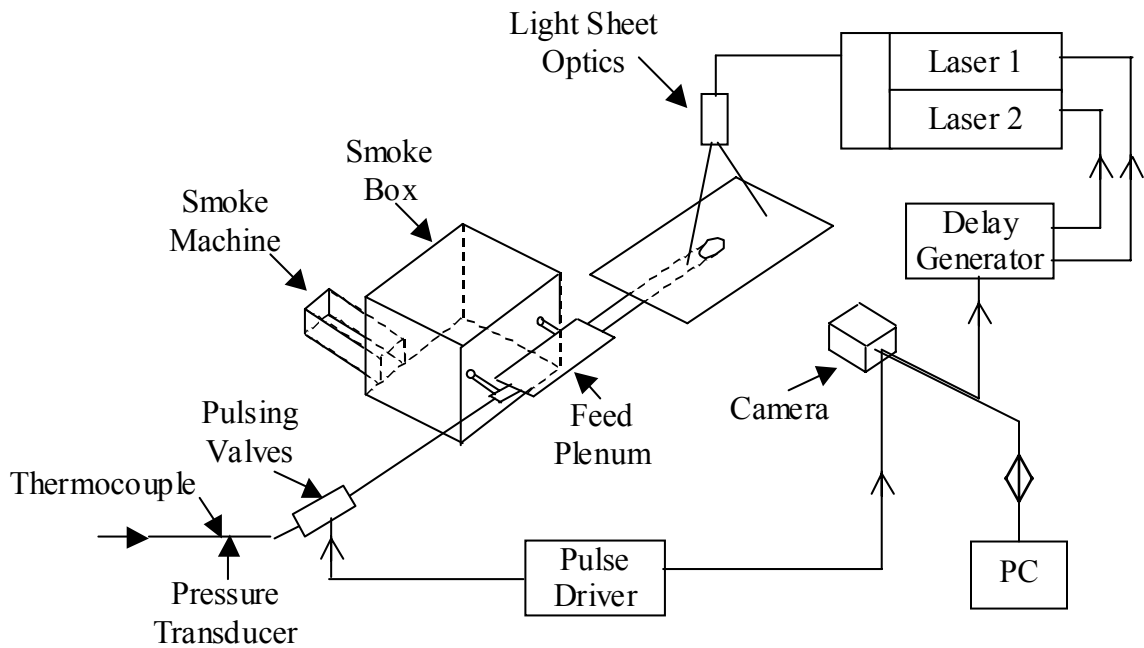 Light Sheet
Optics
Laser 1
Laser 2
Smoke
Box
Smoke
Machine
Delay
Generator
Camera
Feed
Plenum
Pulsing
Valves
Thermocouple
Pressure
Transducer
Pulse
Driver
PC